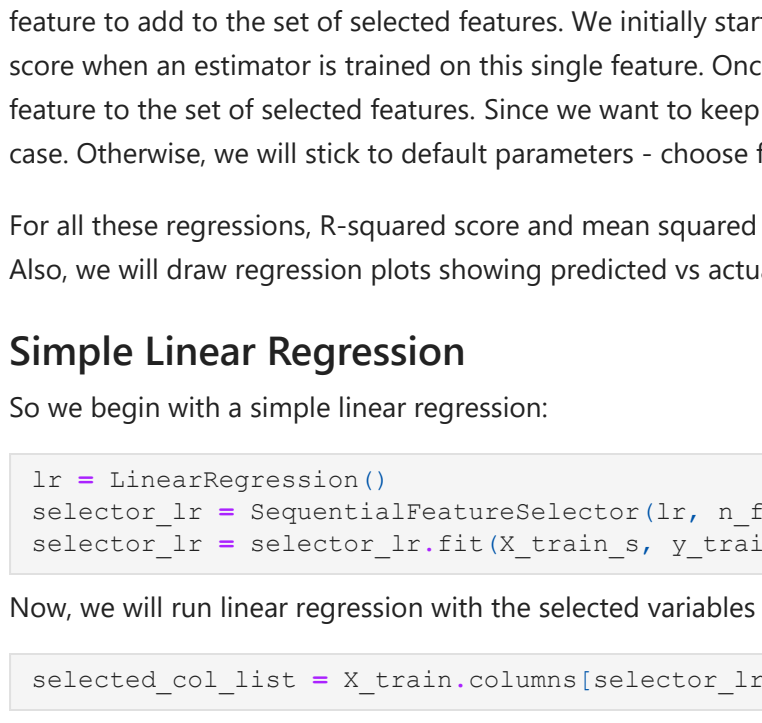 feature to add to the set of selected features. We initially star
score when an estimator is trained on this single feature. Onc
feature to the set of selected features. Since we want to keep
case. Otherwise, we will stick to default parameters - choose f
For all these regressions, R-squared score and mean squared
Also, we will draw regression plots showing predicted vs actua
Simple Linear Regression
So we begin with a simple linear regression:
lr = LinearRegression()
selector_lr = SequentialFeatureSelector(lr, n_f
selector_lr = selector_lr.fit(X_train_s, y_trai
Now, we will run linear regression with the selected variables
selected_col_list = X_train.columns[selector_lr